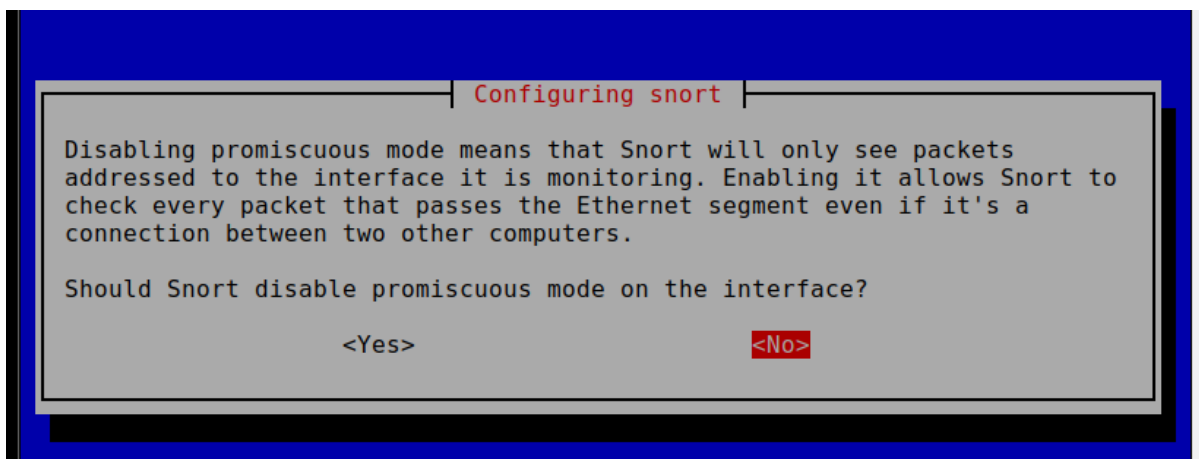 Configuring snort
Disabling promiscuous mode means that Snort will only see packets
addressed to the interface it is monitoring. Enabling it allows Snort to
check every packet that passes the Ethernet segment even if it's a
connection between two other computers.
Should Snort disable promiscuous mode on the interface?
<Yes> <No>